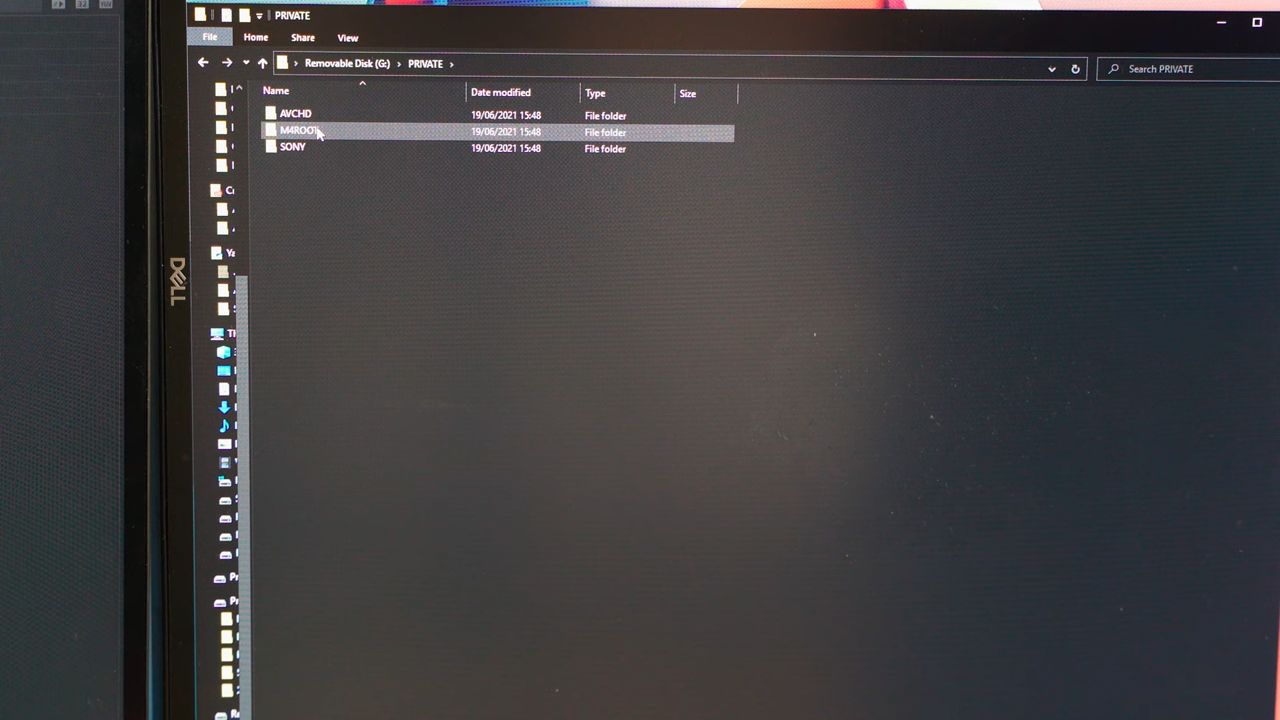 PRIVATE
File Home Share View
Removable Disk (G:) PRIVATE Search PRIVATE
Name Date modified Type Size
AVCHD 19/06/2021 15:48 File folder
M4ROOT 19/06/2021 15:48 File folder
SONY 19/06/2021 15:48 File folder
DELL